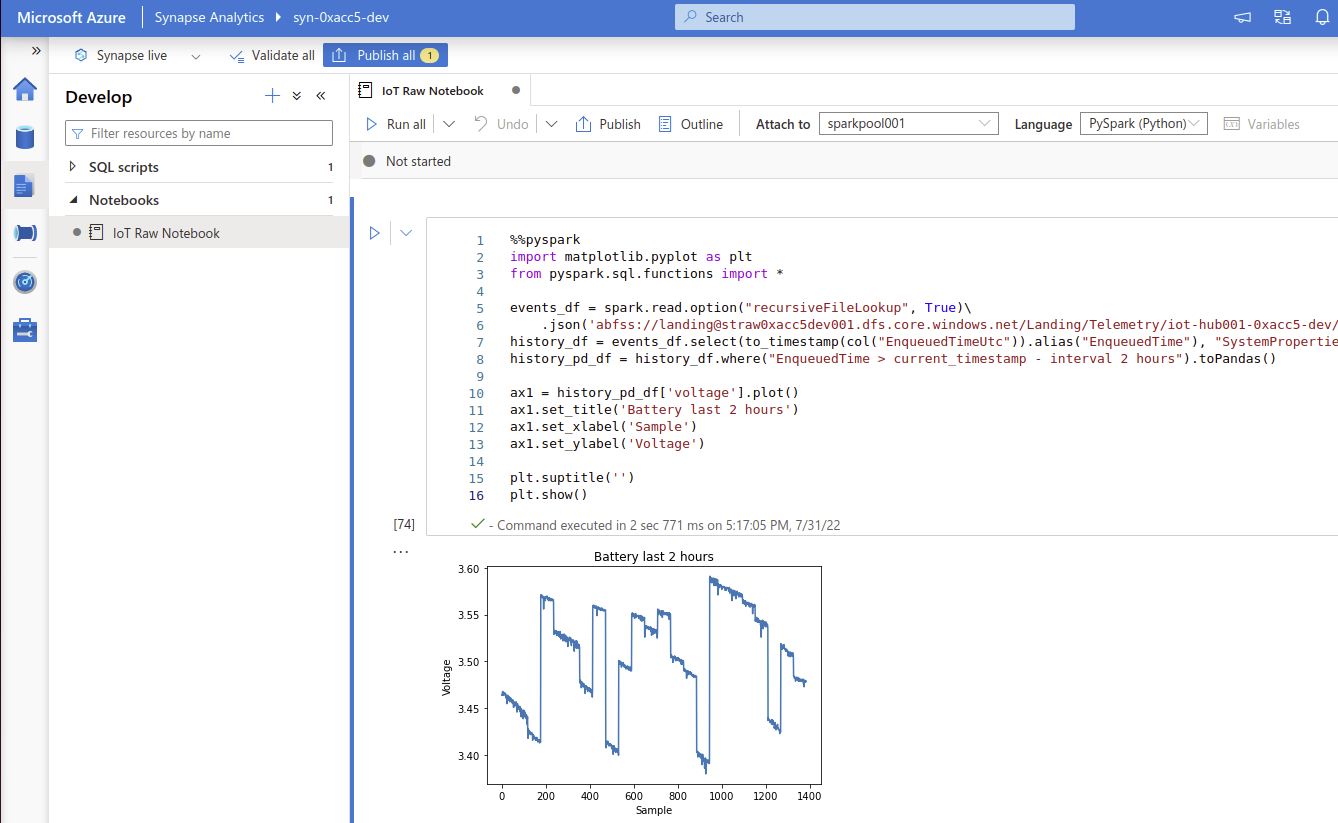 Microsoft Azure Synapse Analytics syn-0xacc5-dev Search
Synapse live Validate all Publish all 1
Develop
Filter resources by name
SQL scripts 1
Notebooks 1
IoT Raw Notebook
IoT Raw Notebook
Run all Undo Publish Outline Attach to sparkpool001 Language PySpark (Python) Variables
Not started
1 %%pyspark
2 import matplotlib.pyplot as plt
3 from pyspark.sql.functions import *
4
5 events_df = spark.read.option("recursiveFileLookup", True)\
6 .json('abfss://landing@straw0xacc5dev001.dfs.core.windows.net/Landing/Telemetry/iot-hub001-0xacc5-dev/
7 history_df = events_df.select(to_timestamp(col("EnqueuedTimeUtc")).alias("EnqueuedTime"), "SystemPropertie
8 history_pd_df = history_df.where("EnqueuedTime > current_timestamp - interval 2 hours").toPandas()
9
10 ax1 = history_pd_df['voltage'].plot()
11 ax1.set_title('Battery last 2 hours')
12 ax1.set_xlabel('Sample')
13 ax1.set_ylabel('Voltage')
14
15 plt.suptitle('')
16 plt.show()
[74] - Command executed in 2 sec 771 ms on 5:17:05 PM, 7/31/22
...
Battery last 2 hours
3.60
3.55
3.50
3.45
3.40
Voltage
0 200 400 600 800 1000 1200 1400
Sample